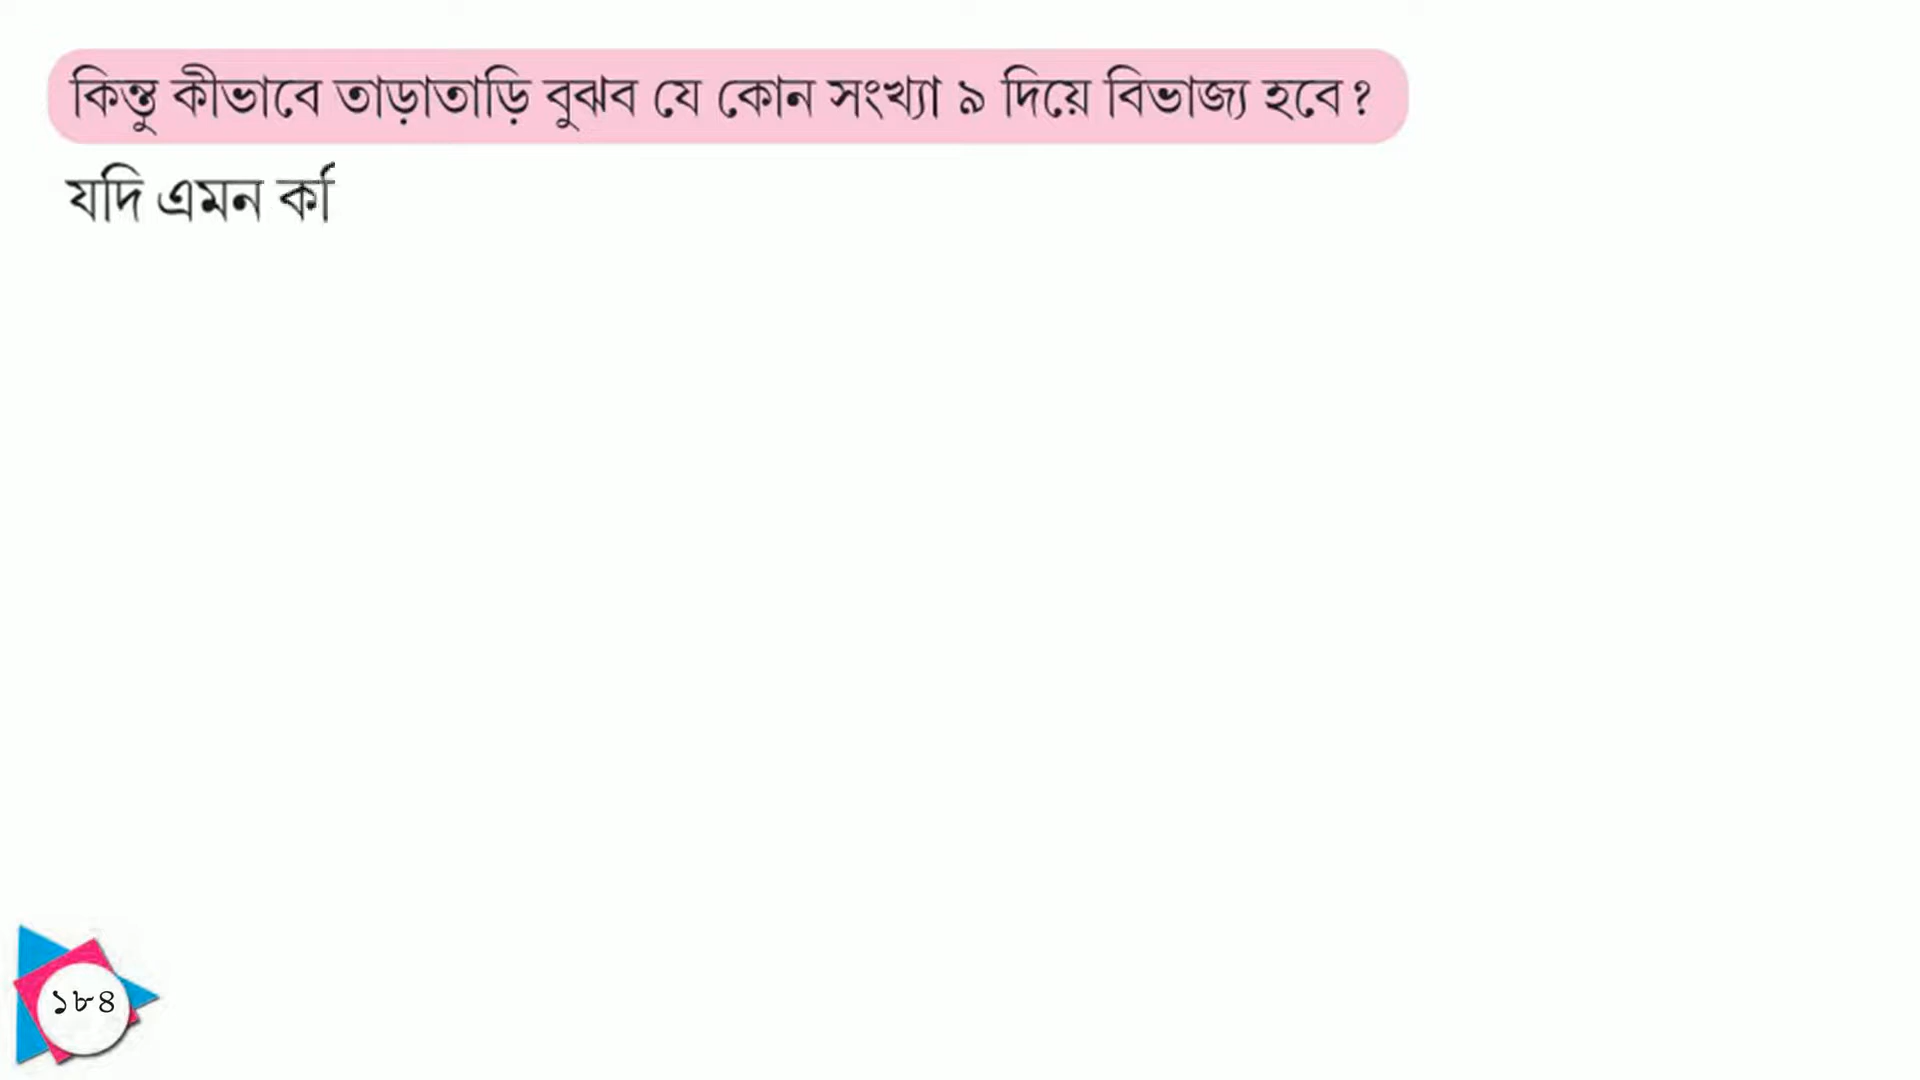 কিন্তু কীভাবে তাড়াতাড়ি বুঝব যে কোন সংখ্যা ৯ দিয়ে বিভাজ্য হবে?
যদি এমন
১৮৪